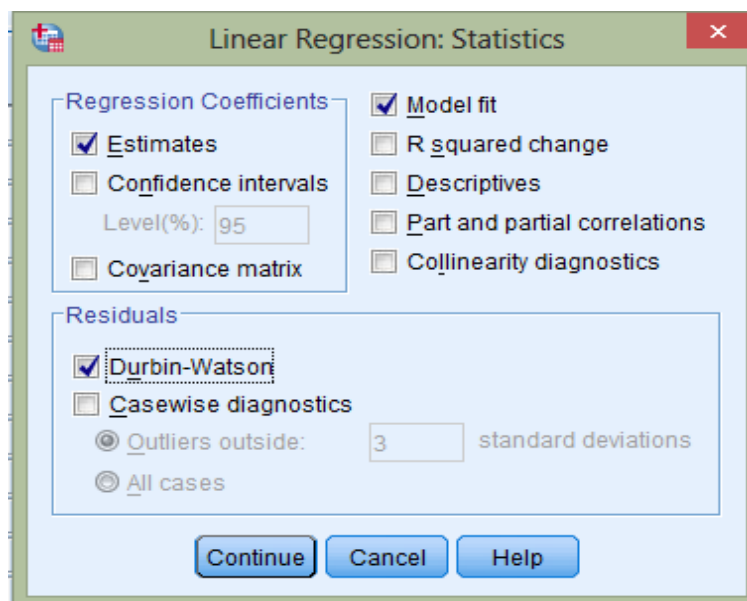 Linear Regression: Statistics
Regression Coefficients
Estimates
Confidence intervals
Level(%): 95
Covariance matrix
Model fit
R squared change
Descriptives
Part and partial correlations
Collinearity diagnostics
Residuals
Durbin-Watson
Casewise diagnostics
Outliers outside: 3 standard deviations
All cases
Continue Cancel Help